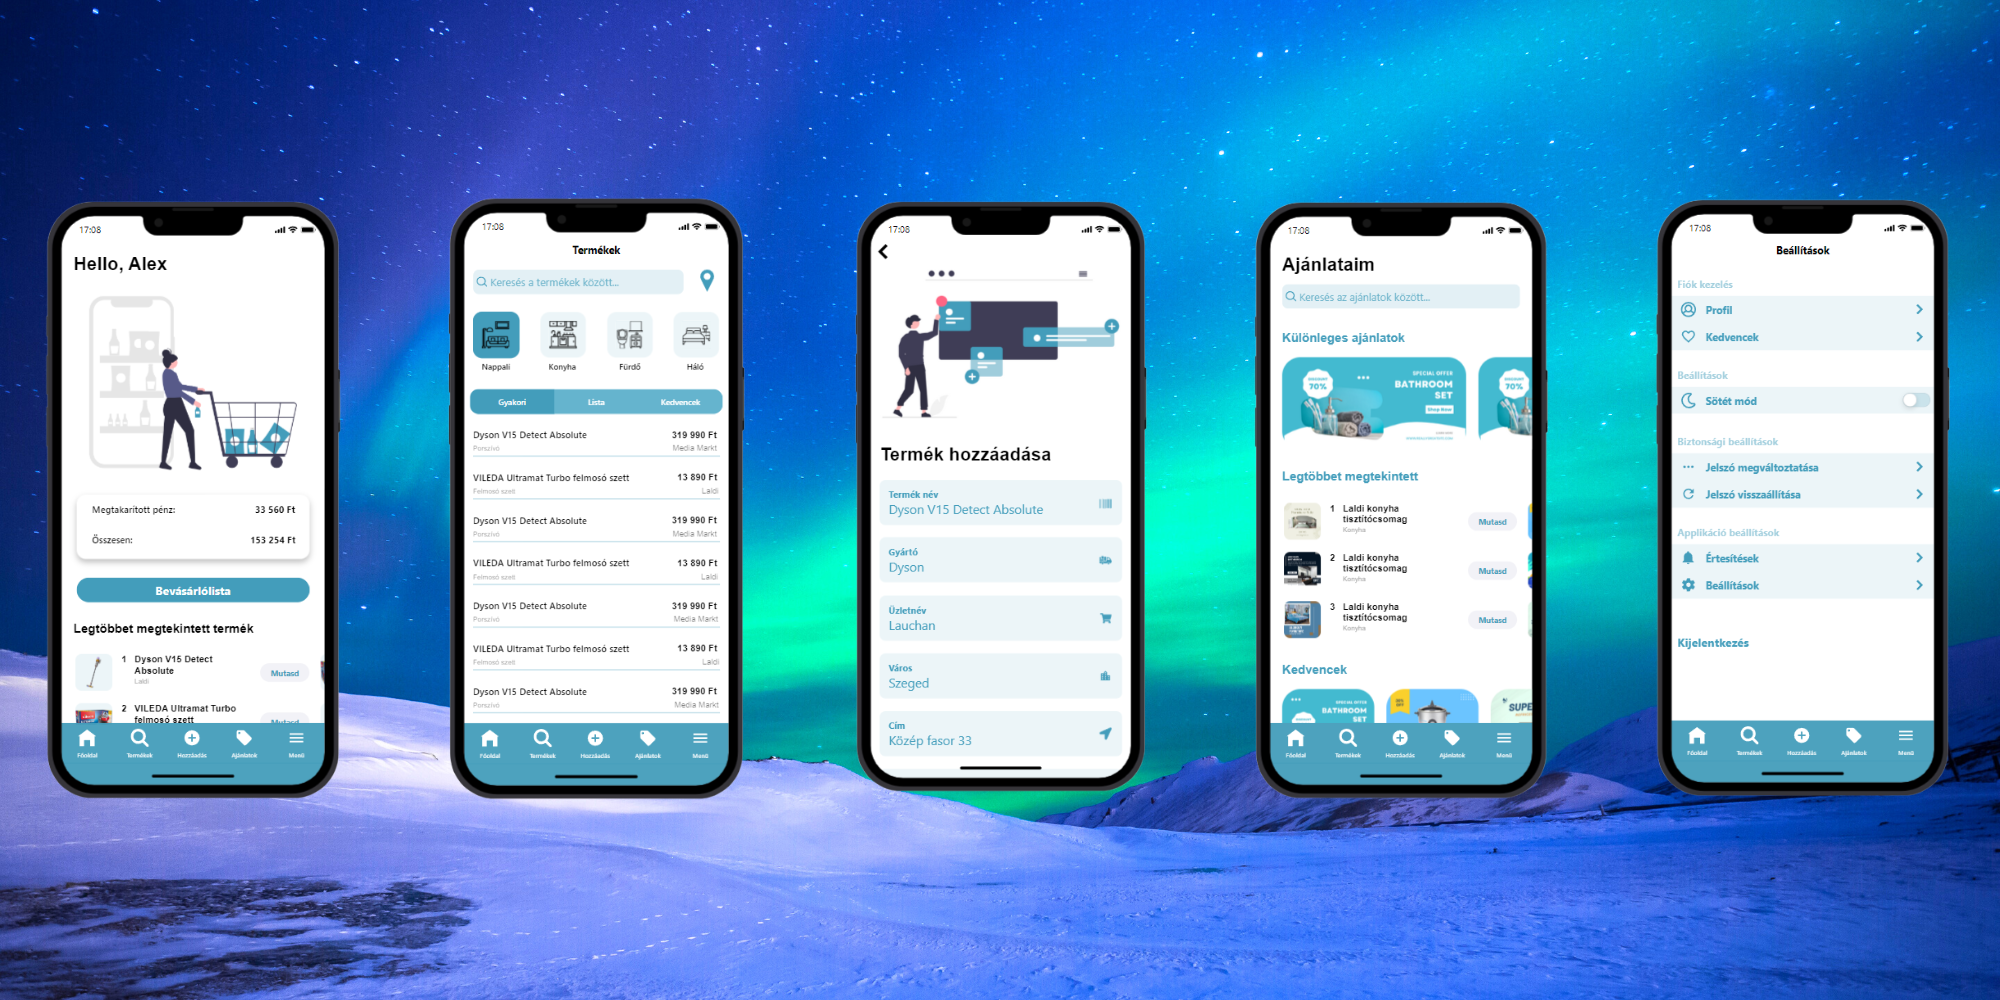 17:08
Hello, Alex
Megtakarított pénz: 33 560 Ft
Összesen: 153 254 Ft
Bevásárlólista
Legtöbbet megtekintett termék
1 Dyson V15 Detect
Absolute
Laldi
Mutasd
2 VILEDA Ultramat Turbo
felmosó szett
Mutasd
Főoldal Termékek Hozzáadás Ajánlatok Menü
17:08
Termékek
Keresés a termékek között...
Nappali Konyha Fürdő Háló
Gyakori Lista Kedvencek
Dyson V15 Detect Absolute 319 990 Ft
Porszívó Media Markt
VILEDA Ultramat Turbo felmosó szett 13 890 Ft
Felmosó szett Laldi
Dyson V15 Detect Absolute 319 990 Ft
Porszívó Media Markt
VILEDA Ultramat Turbo felmosó szett 13 890 Ft
Felmosó szett Laldi
Dyson V15 Detect Absolute 319 990 Ft
Porszívó Media Markt
VILEDA Ultramat Turbo felmosó szett 13 890 Ft
Felmosó szett Laldi
Dyson V15 Detect Absolute 319 990 Ft
Porszívó Media Markt
Főoldal Termékek Hozzáadás Ajánlatok Menü
17:08
Termék hozzáadása
Termék név
Dyson V15 Detect Absolute
Gyártó
Dyson
Üzletnév
Lauchan
Város
Szeged
Cím
Közép fasor 33
17:08
Ajánlataim
Keresés az ajánlatok között...
Különleges ajánlatok
DISCOUNT
70%
SPECIAL OFFER
BATHROOM
SET
Shop Now
DISCOUNT
70%
Legtöbbet megtekintett
1 Laldi konyha
tisztítócsomag
Konyha
Mutasd
2 Laldi konyha
tisztítócsomag
Konyha
Mutasd
3 Laldi konyha
tisztítócsomag
Konyha
Mutasd
Kedvencek
SPECIAL OFFER
BATHROOM
SET
SUPE
Főoldal Termékek Hozzáadás Ajánlatok Menü
17:08
Beállítások
Fiók kezelés
Profil
Kedvencek
Beállítások
Sötét mód
Biztonsági beállítások
Jelszó megváltoztatása
Jelszó visszaállítása
Applikáció beállítások
Értesítések
Beállítások
Kijelentkezés
Főoldal Termékek Hozzáadás Ajánlatok Menü